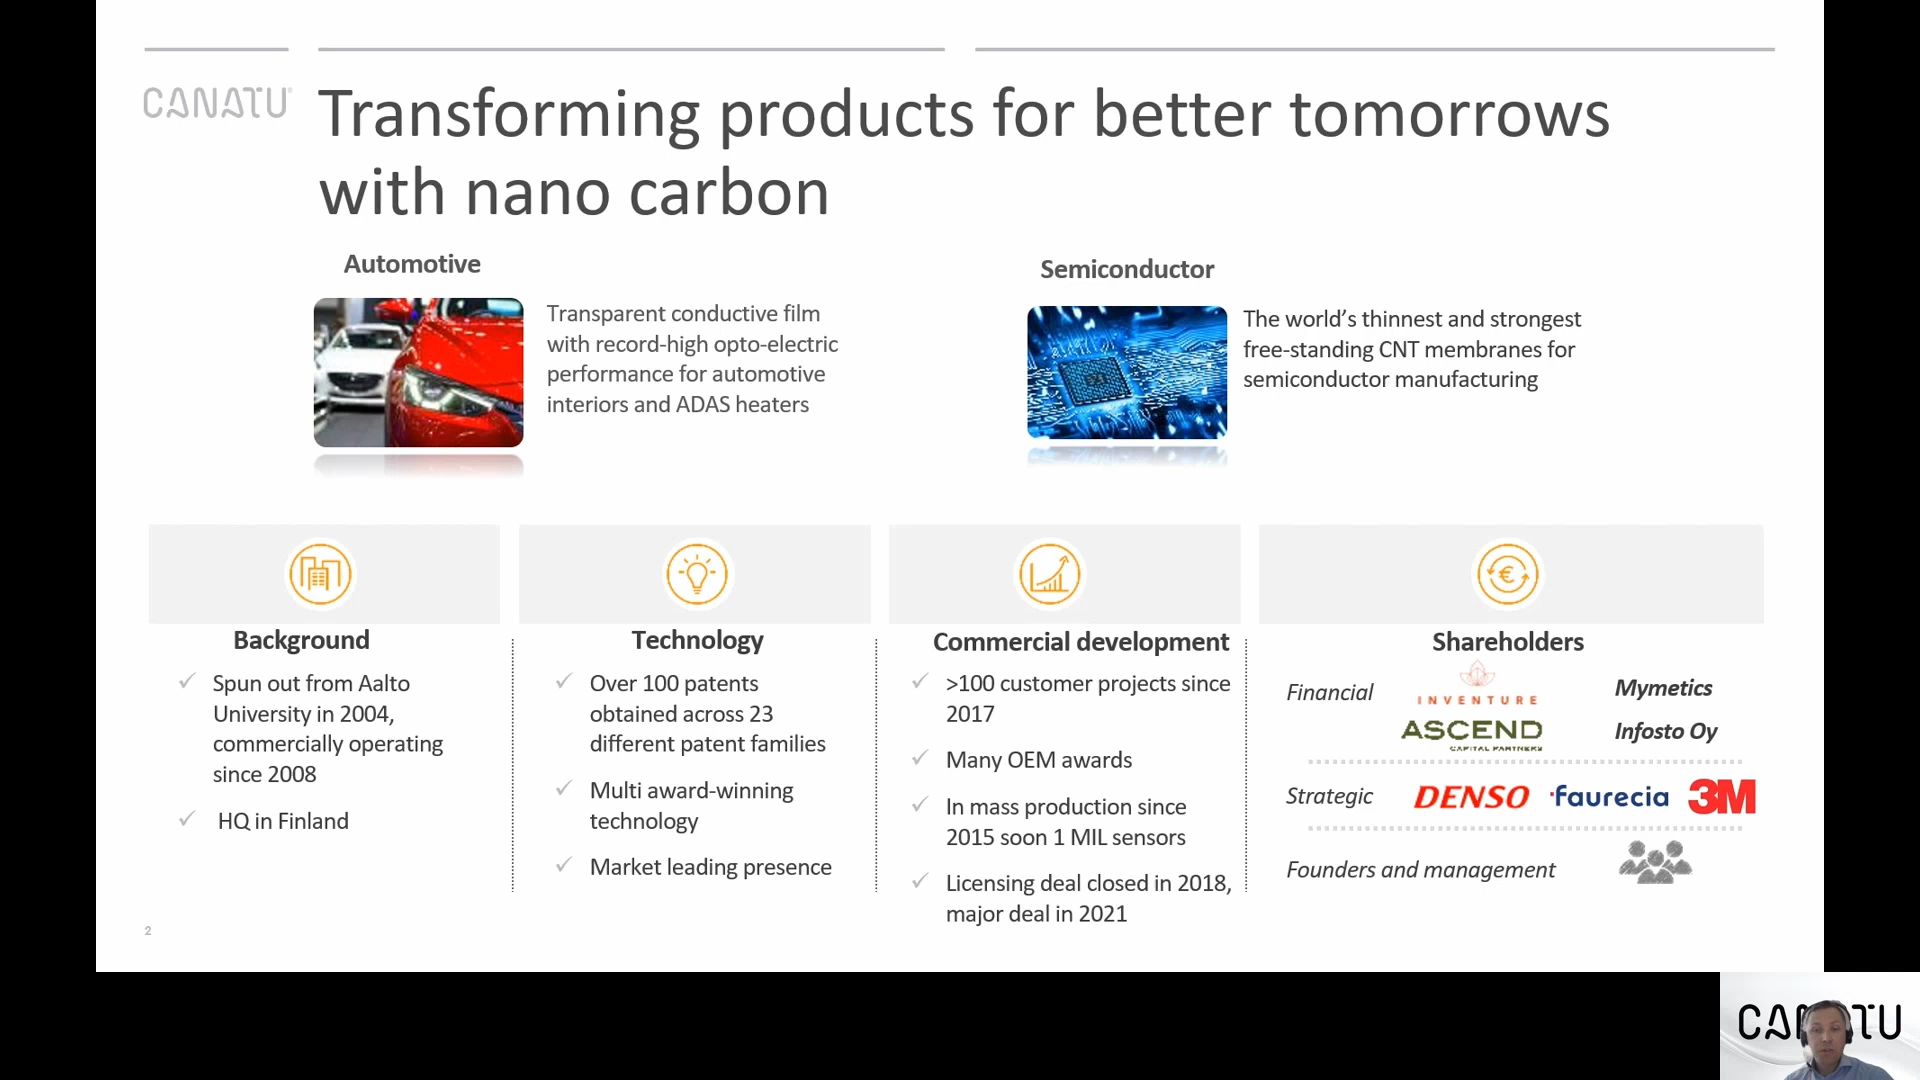 CANATU
Transforming products for better tomorrows
with nano carbon
Automotive
Transparent conductive film
with record-high opto-electric
performance for automotive
interiors and ADAS heaters
Semiconductor
The world’s thinnest and strongest
free-standing CNT membranes for
semiconductor manufacturing
Background
✓ Spun out from Aalto
University in 2004,
commercially operating
since 2008
✓ HQ in Finland
Technology
✓ Over 100 patents
obtained across 23
different patent families
✓ Multi award-winning
technology
✓ Market leading presence
Commercial development
✓ >100 customer projects since
2017
✓ Many OEM awards
✓ In mass production since
2015 soon 1 MIL sensors
✓ Licensing deal closed in 2018,
major deal in 2021
Shareholders
Financial
INVENTURE
ASCEND
CAPITAL PARTNERS
Mymetics
Infosto Oy
Strategic
DENSO
faurecia
3M
Founders and management
2
CANATU